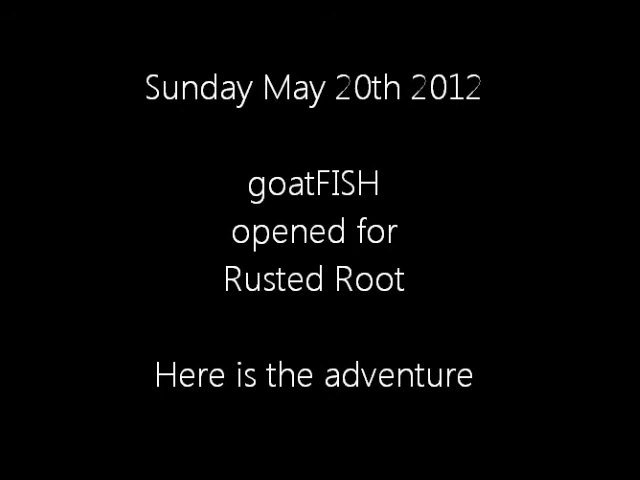 Sunday May 20th 2012
goatFISH
opened for
Rusted Root
Here is the adventure